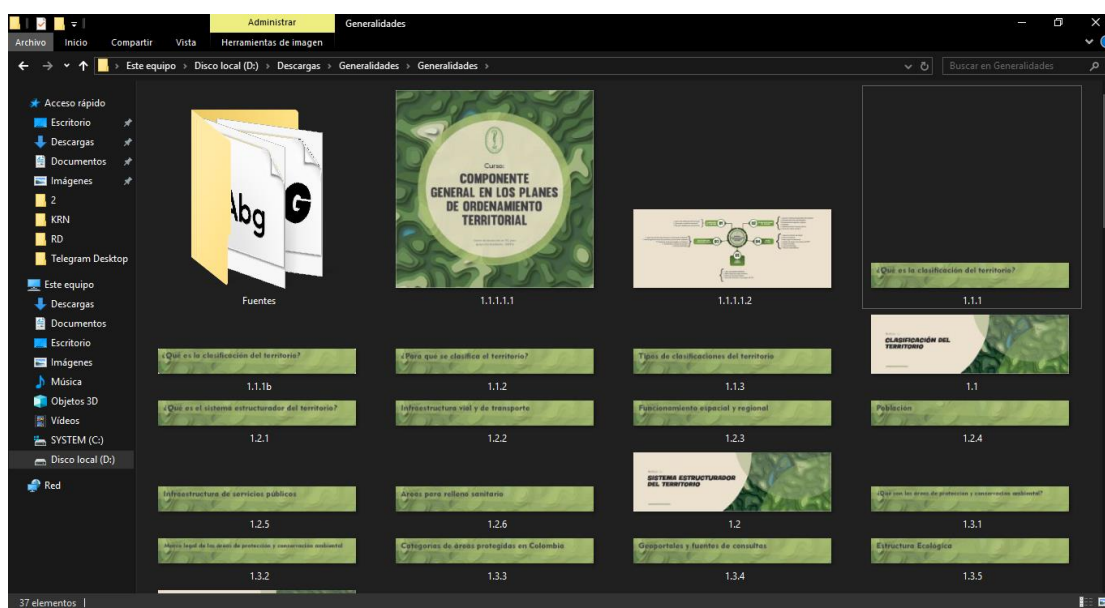 Administrar
Generalidades
Archivo
Inicio
Compartir
Vista
Herramientas de imagen
Este equipo > Disco local (D:) > Descargas > Generalidades > Generalidades >
Buscar en Generalidades
Acceso rápido
Escritorio
Descargas
Documentos
Imágenes
2
KRN
RD
Telegram Desktop
Este equipo
Descargas
Documentos
Escritorio
Imágenes
Música
Objetos 3D
Vídeos
SYSTEM (C:)
Disco local (D:)
Red
Abg
G
Fuentes
Curso:
COMPONENTE
GENERAL EN LOS PLANES
DE ORDENAMIENTO
TERRITORIAL
1.1.1.1.1
1.1.1.1.2
¿Qué es la clasificación del territorio?
1.1.1
¿Qué es la clasificación del territorio?
1.1.1b
¿Para que se clasifica el territorio?
1.1.2
Tipos de clasificaciones del territorio
1.1.3
CLASIFICACIÓN DEL
TERRITORIO
1.1
¿Qué es el sistema estructurador del territorio?
1.2.1
Infraestructura vial y de transporte
1.2.2
Funcionamiento espacial y regional
1.2.3
Población
1.2.4
Infraestructura de servicios públicos
1.2.5
Areas para relleno sanitario
1.2.6
SISTEMA ESTRUCTURADOR
DEL TERRITORIO
1.2
¿Qué son las áreas de protección y conservación ambiental?
1.3.1
Marco legal de las áreas de protección y conservación ambiental
1.3.2
Categorías de áreas protegidas en Colombia
1.3.3
Geoportales y fuentes de consultas
1.3.4
Estructura Ecológica
1.3.5
37 elementos